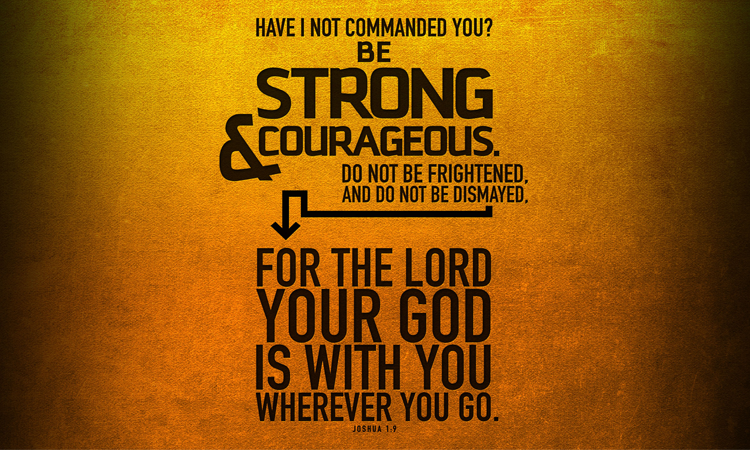 HAVE I NOT COMMANDED YOU?
BE
STRONG
& COURAGEOUS.
DO NOT BE FRIGHTENED,
AND DO NOT BE DISMAYED,
FOR THE LORD
YOUR GOD
IS WITH YOU
WHEREVER YOU GO.
JOSHUA 1:9